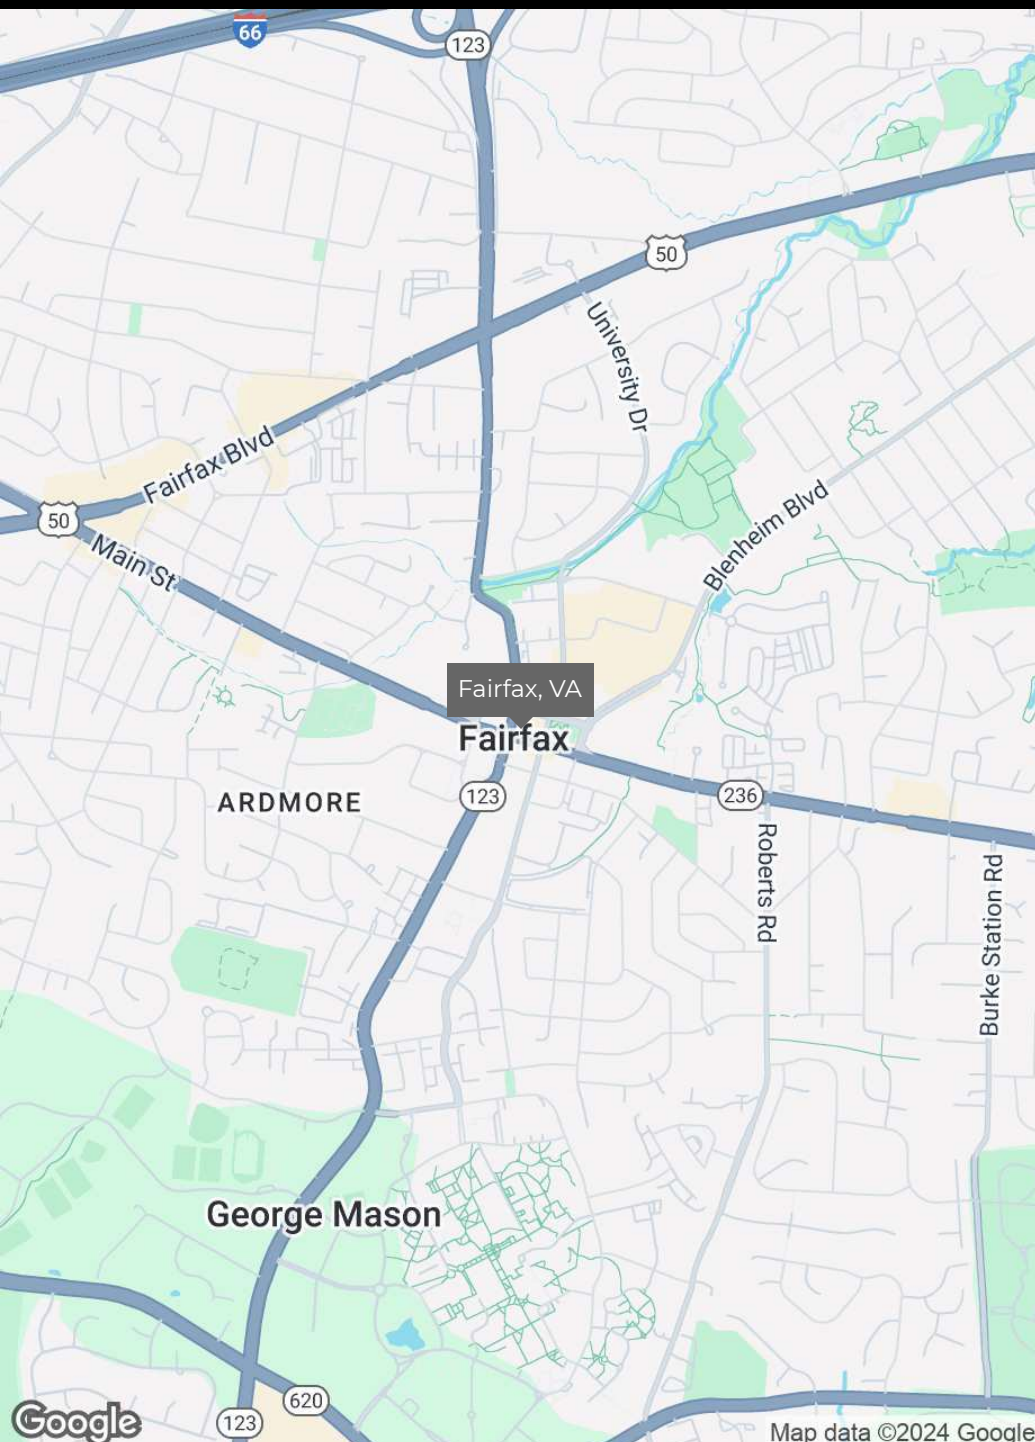 66
123
50
University Dr
Fairfax Blvd
50
Main St
Blenheim Blvd
Fairfax, VA
Fairfax
ARDMORE
123
236
Roberts Rd
Burke Station Rd
George Mason
620
123
Google
Map data ©2024 Google